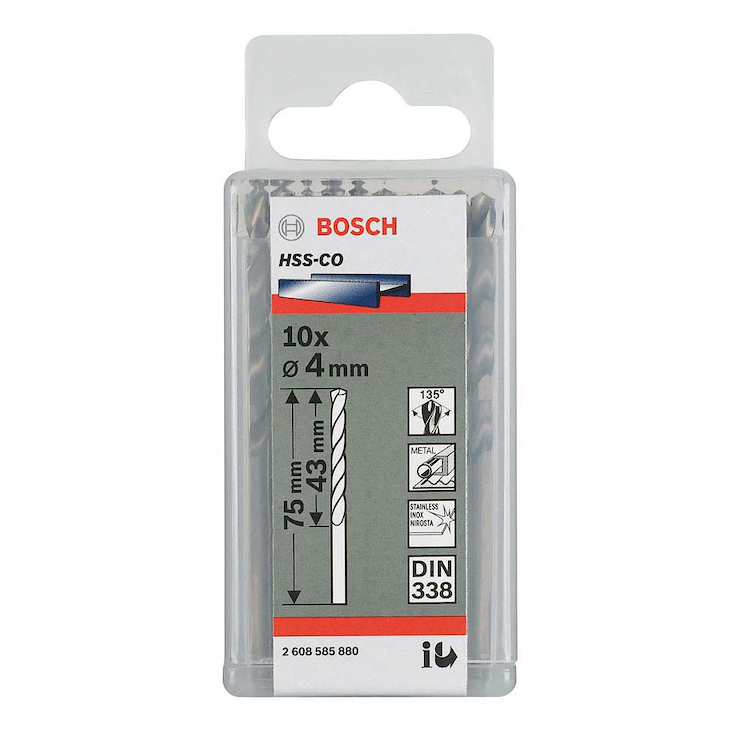 BOSCH
HSS-CO
10x
Ø 4 mm
75 mm
43 mm
135°
METAL
STAINLESS
INOX
NIROSTA
DIN
338
2 608 585 880